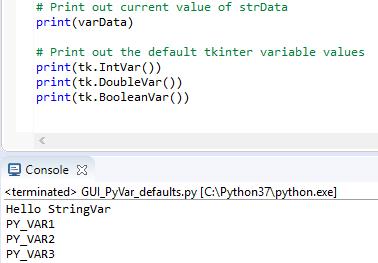 # Print out current value of strData
print(varData)
# Print out the default tkinter variable values
print(tk.IntVar())
print(tk.DoubleVar())
print(tk.BooleanVar())
Console
<terminated> GUI_PyVar_defaults.py [C:\Python37\python.exe]
Hello StringVar
PY_VAR1
PY_VAR2
PY_VAR3